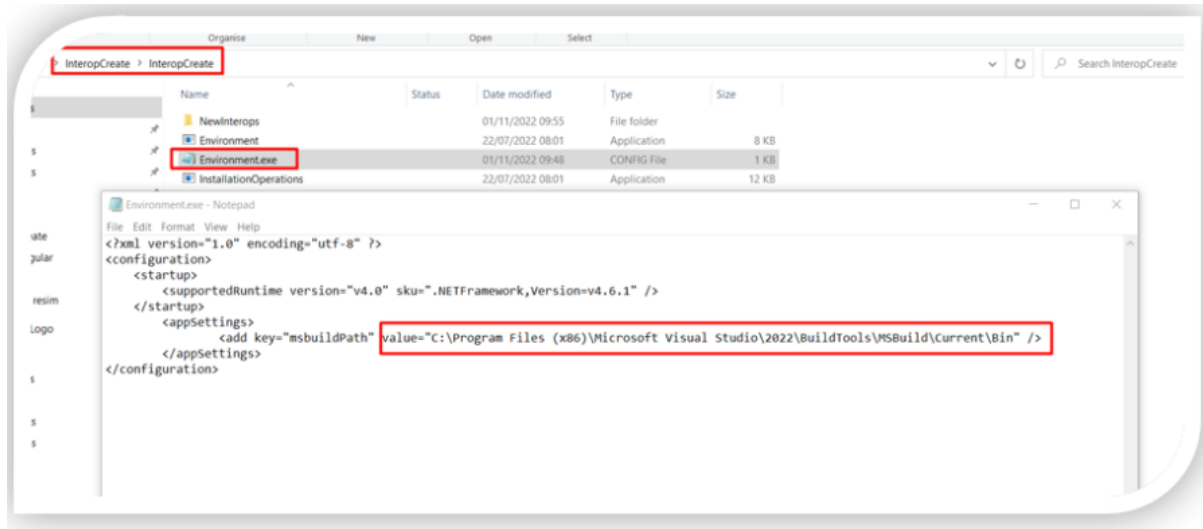 Organise New Open Select
> InteropCreate > InteropCreate
Search InteropCreate
Name Status Date modified Type Size
s
NewInterops 01/11/2022 09:55 File folder
Environment 22/07/2022 08:01 Application 8 KB
s
Environment.exe 01/11/2022 09:48 CONFIG File 1 KB
s
InstallationOperations 22/07/2022 08:01 Application 12 KB
Environment.exe - Notepad
File Edit Format View Help
<?xml version="1.0" encoding="utf-8" ?>
<configuration>
<startup>
<supportedRuntime version="v4.0" sku=".NETFramework,Version=v4.6.1" />
</startup>
<appSettings>
<add key="msbuildPath" value="C:\Program Files (x86)\Microsoft Visual Studio\2022\BuildTools\MSBuild\Current\Bin" />
</appSettings>
</configuration>
gular
resim
Logo
s
s
s